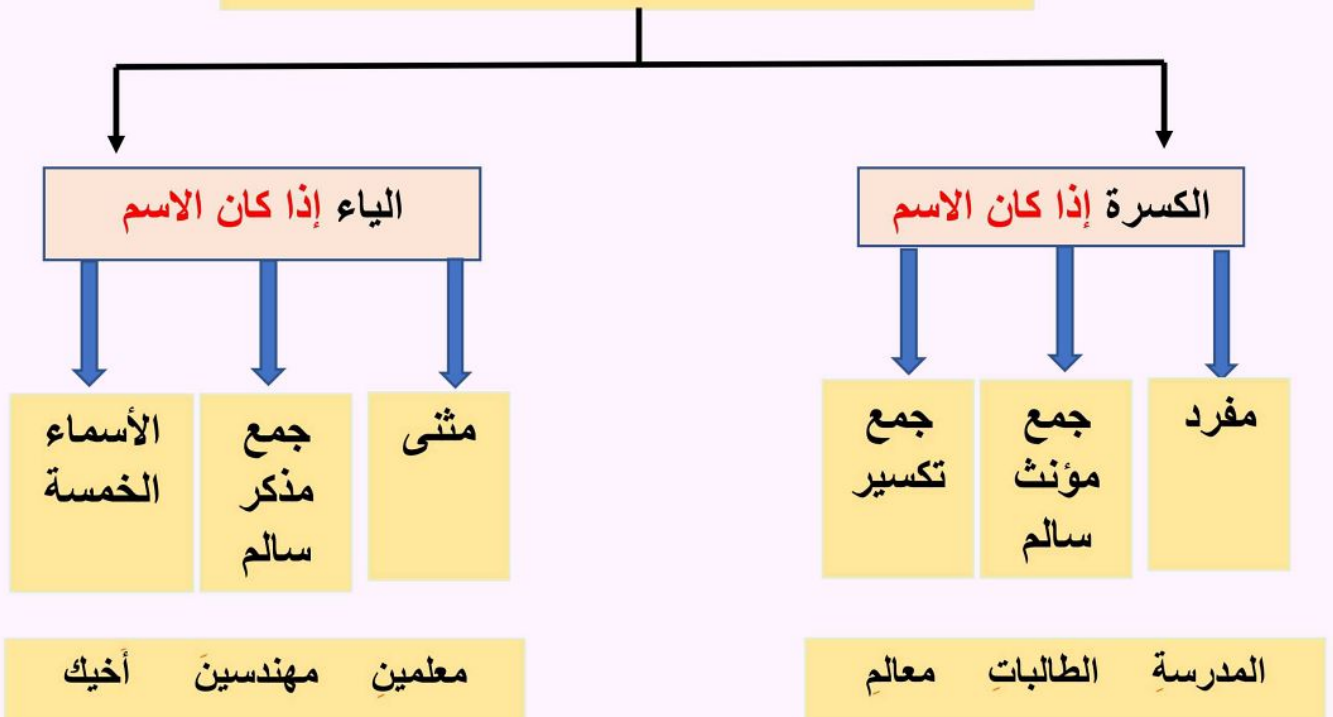 الكسرة إذا كان الاسم
مفرد
جمع
مؤنث
سالم
جمع
تكسير
المدرسةِ الطالباتِ معالمِ
الياء إذا كان الاسم
مثنى
جمع
مذكر
سالم
الأسماء
الخمسة
معلمينِ مهندسينَ أَخيك